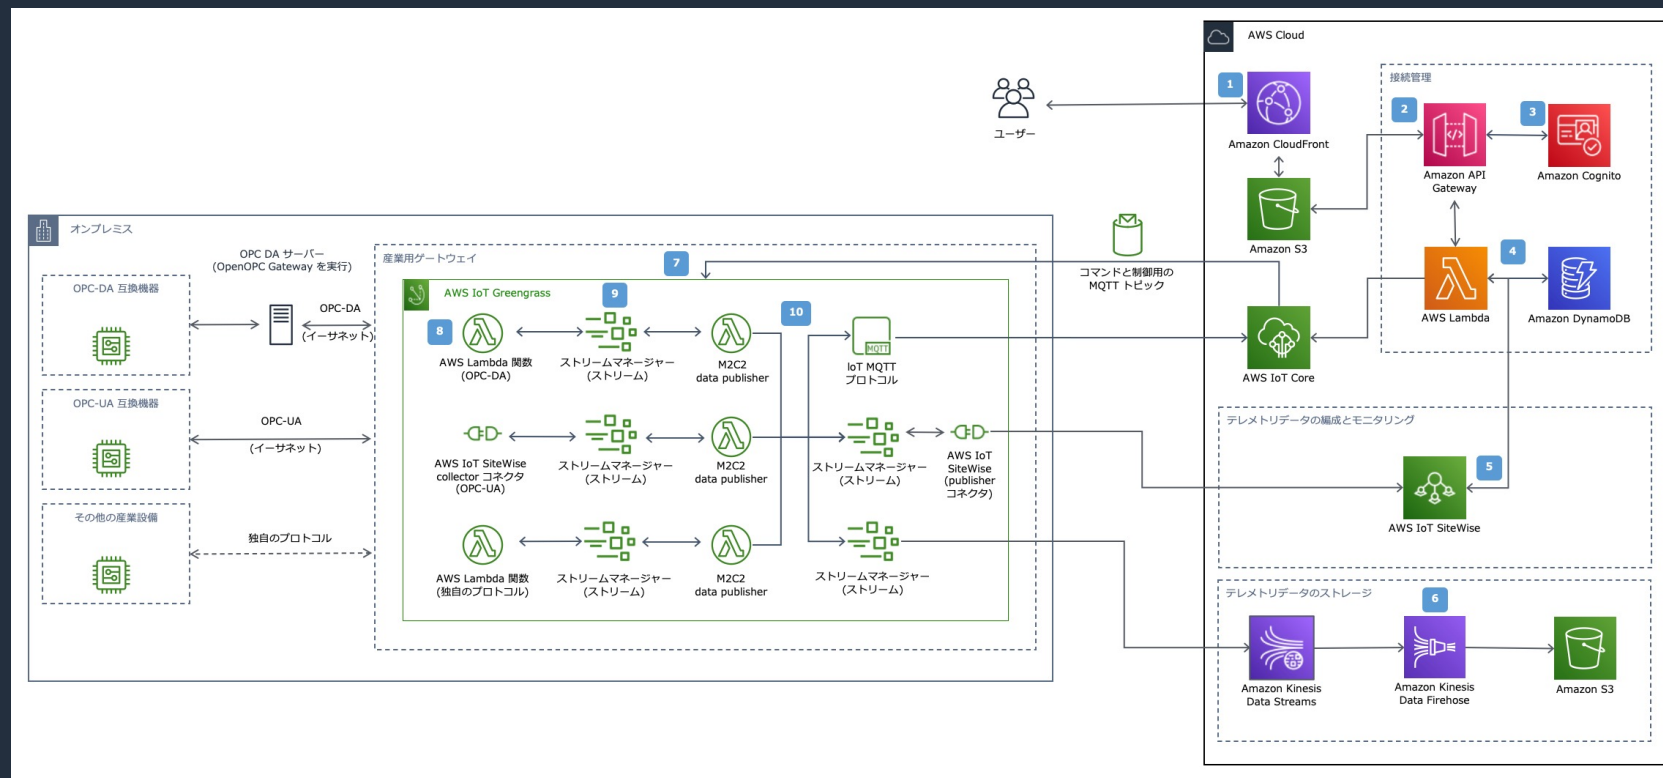 AWS Cloud
ユーザー
1
Amazon CloudFront
Amazon S3
接続管理
2
Amazon API
Gateway
3
Amazon Cognito
4
AWS Lambda
Amazon DynamoDB
AWS IoT Core
コマンドと制御用の
MQTT トピック
オンプレミス
OPC-DA 互換機器
OPC DA サーバー
(OpenOPC Gateway を実行)
OPC-DA
(イーサネット)
OPC-UA 互換機器
OPC-UA
(イーサネット)
その他の産業設備
独自のプロトコル
産業用ゲートウェイ
7
AWS IoT Greengrass
8
AWS Lambda 関数
(OPC-DA)
9
ストリームマネージャー
(ストリーム)
M2C2
data publisher
10
IoT MQTT
プロトコル
MQTT
AWS IoT SiteWise
collector コネクタ
(OPC-UA)
ストリームマネージャー
(ストリーム)
M2C2
data publisher
ストリームマネージャー
(ストリーム)
AWS IoT
SiteWise
(publisher
コネクタ)
AWS Lambda 関数
(独自のプロトコル)
ストリームマネージャー
(ストリーム)
M2C2
data publisher
ストリームマネージャー
(ストリーム)
テレメトリデータの編成とモニタリング
5
AWS IoT SiteWise
テレメトリデータのストレージ
Amazon Kinesis
Data Streams
6
Amazon Kinesis
Data Firehose
Amazon S3